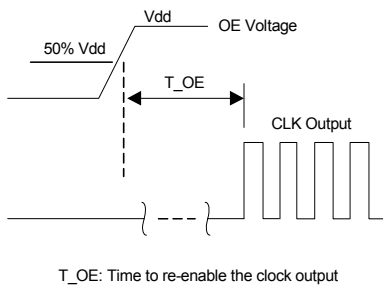 Vdd
OE Voltage
50% Vdd
T_OE
CLK Output
T_OE: Time to re-enable the clock output